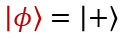 |ϕ⟩ = |+⟩